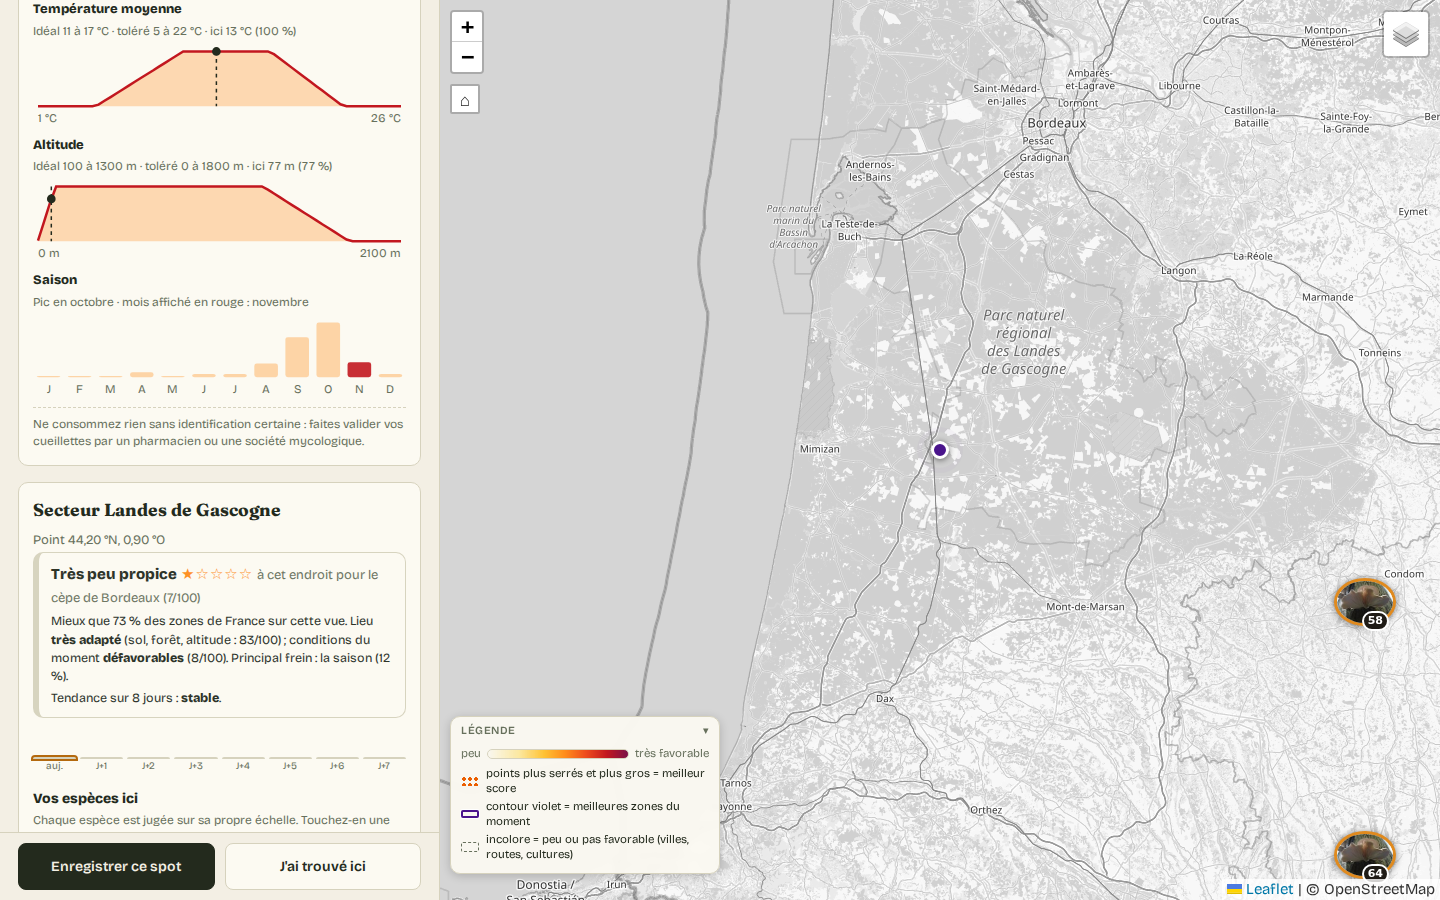 Température moyenne
Idéal 11 à 17 °C · toléré 5 à 22 °C · ici 13 °C (100 %)
1 °C
26 °C
Altitude
Idéal 100 à 1300 m · toléré 0 à 1800 m · ici 77 m (77 %)
0 m
2100 m
Saison
Pic en octobre · mois affiché en rouge : novembre
J F M A M J J A S O N D
Ne consommez rien sans identification certaine : faites valider vos
cueillettes par un pharmacien ou une société mycologique.
Secteur Landes de Gascogne
Point 44,20 °N, 0,90 °O
Très peu propice ★☆☆☆☆ à cet endroit pour le
cèpe de Bordeaux (7/100)
Mieux que 73 % des zones de France sur cette vue. Lieu
très adapté (sol, forêt, altitude : 83/100) ; conditions du
moment défavorables (8/100). Principal frein : la saison (12
%).
Tendance sur 8 jours : stable.
auj. J+1 J+2 J+3 J+4 J+5 J+6 J+7
Vos espèces ici
Chaque espèce est jugée sur sa propre échelle. Touchez-en une
Enregistrer ce spot
J'ai trouvé ici
+
−
⌂
Coutras
Montpon-
Ménestérol
Ambarès-
et-Lagrave
Libourne
Saint-Médard-
en-Jalles
Lormont
Castillon-la-
Bataille
Sainte-Foy-
la-Grande
Bordeaux
Pessac
Gradignan
Cestas
Andernos-
les-Bains
Parc naturel
marin du
Bassin
d'Arcachon
La Teste-de-
Buch
Eymet
La Réole
Langon
Marmande
Parc naturel
régional
des Landes
de Gascogne
Tonneins
Mimizan
Condom
Mont-de-Marsan
58
Dax
Tarnos
Orthez
64
Donostia /
Irun
LÉGENDE ▾
peu
très favorable
points plus serrés et plus gros = meilleur
score
contour violet = meilleures zones du
moment
incolore = peu ou pas favorable (villes,
routes, cultures)
Leaflet | © OpenStreetMap